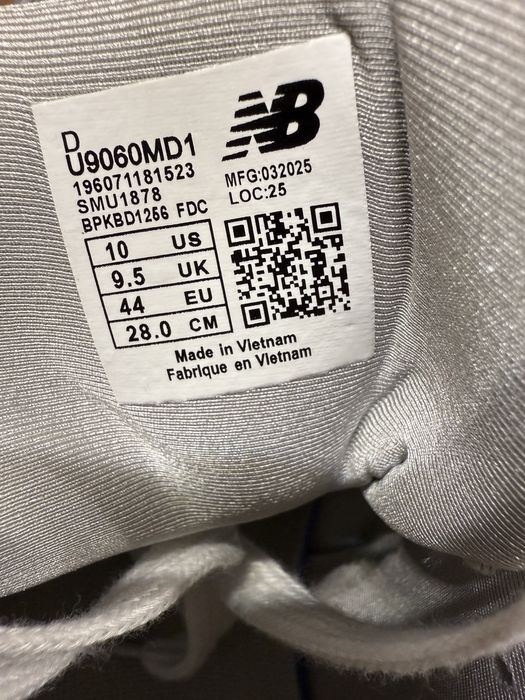 D
U9060MD1
196071181523
SMU1878
BPKBD1256 FDC
NB
MFG:032025
LOC:25
10 US
9.5 UK
44 EU
28.0 CM
Made in Vietnam
Fabrique en Vietnam